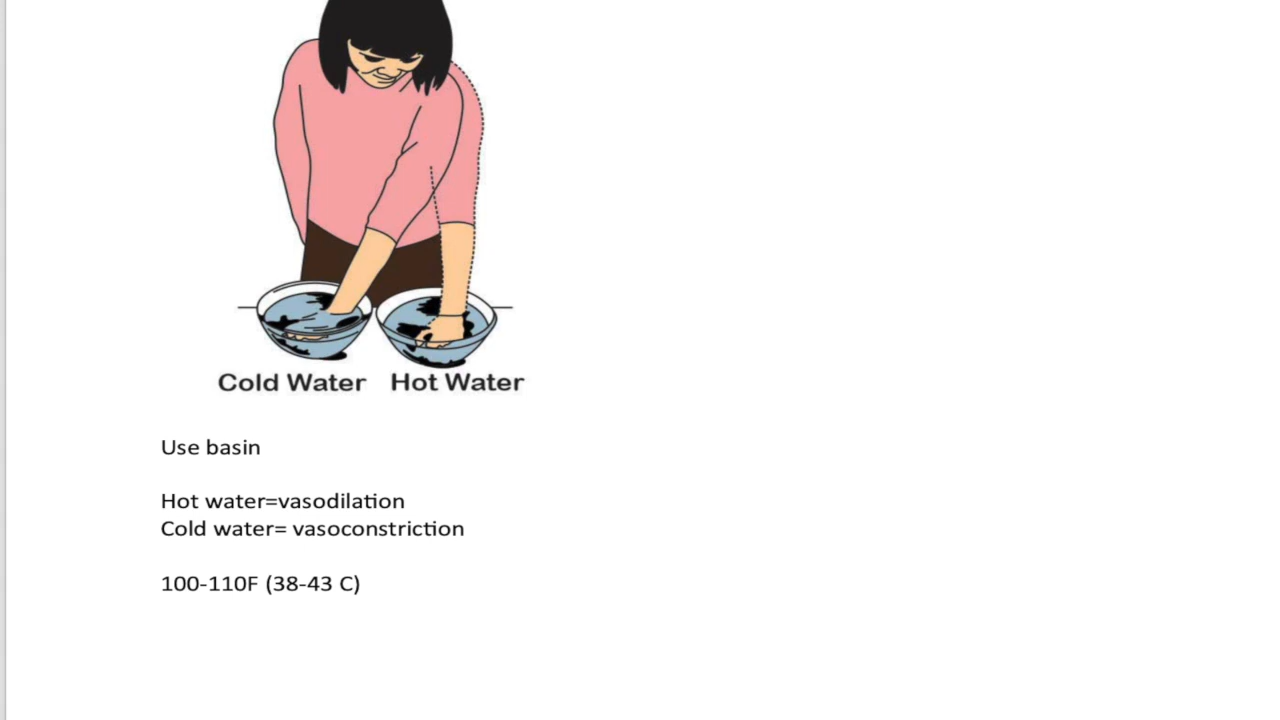 Cold Water Hot Water
Use basin
Hot water=vasodilation
Cold water= vasoconstriction
100-110F (38-43 C)